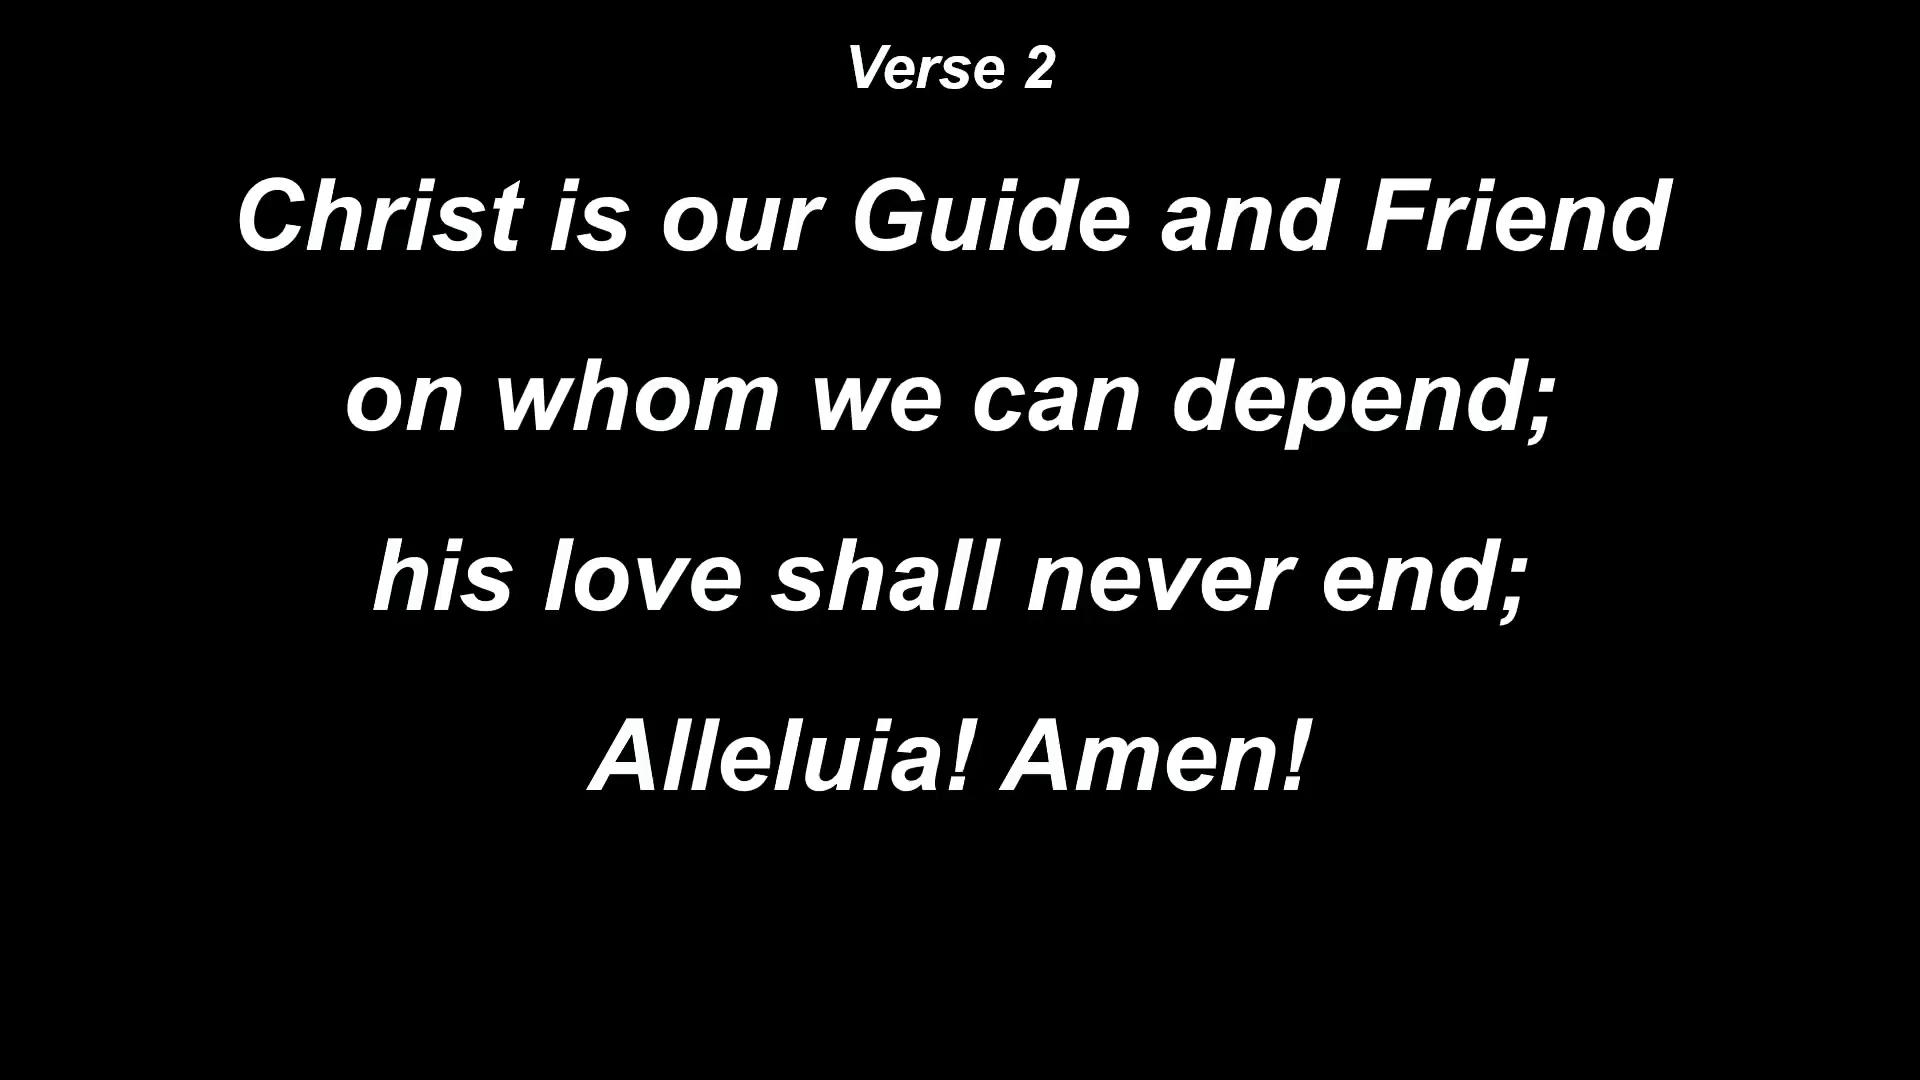 Verse 2
Christ is our Guide and Friend
on whom we can depend;
his love shall never end;
Alleluia! Amen!